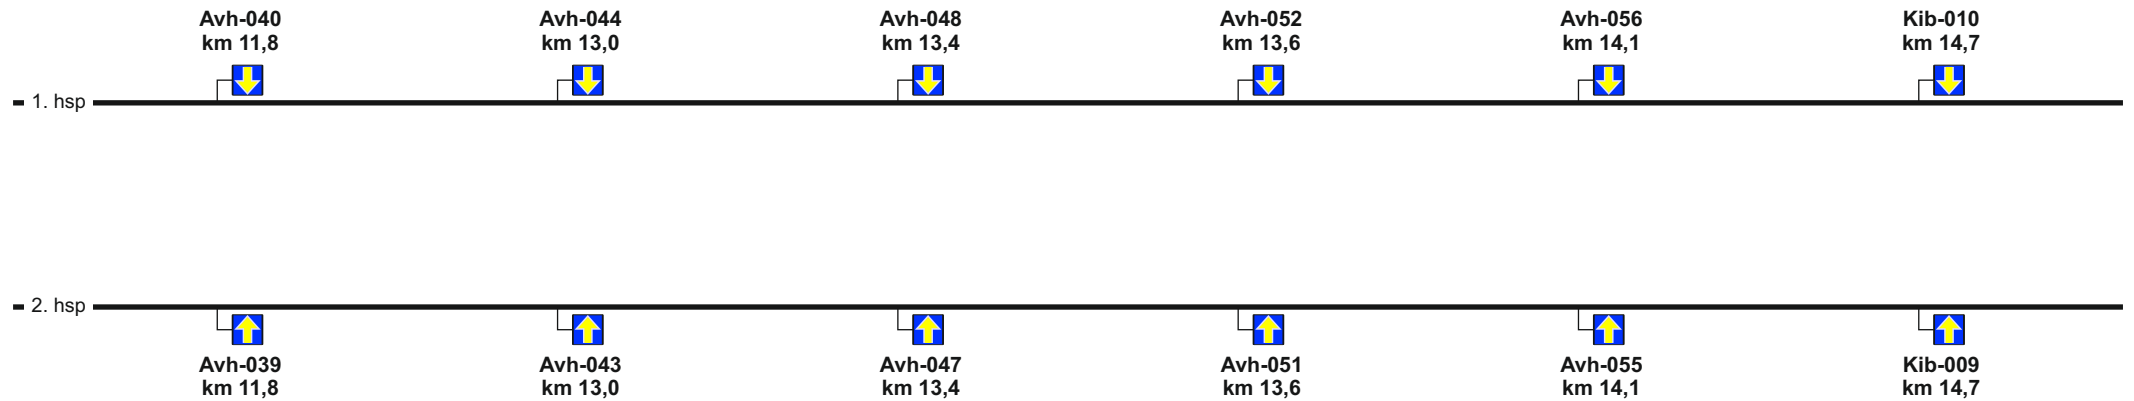 Avh-040
km 11,8
Avh-044
km 13,0
Avh-048
km 13,4
Avh-052
km 13,6
Avh-056
km 14,1
Kib-010
km 14,7
1. hsp
2. hsp
Avh-039
km 11,8
Avh-043
km 13,0
Avh-047
km 13,4
Avh-051
km 13,6
Avh-055
km 14,1
Kib-009
km 14,7